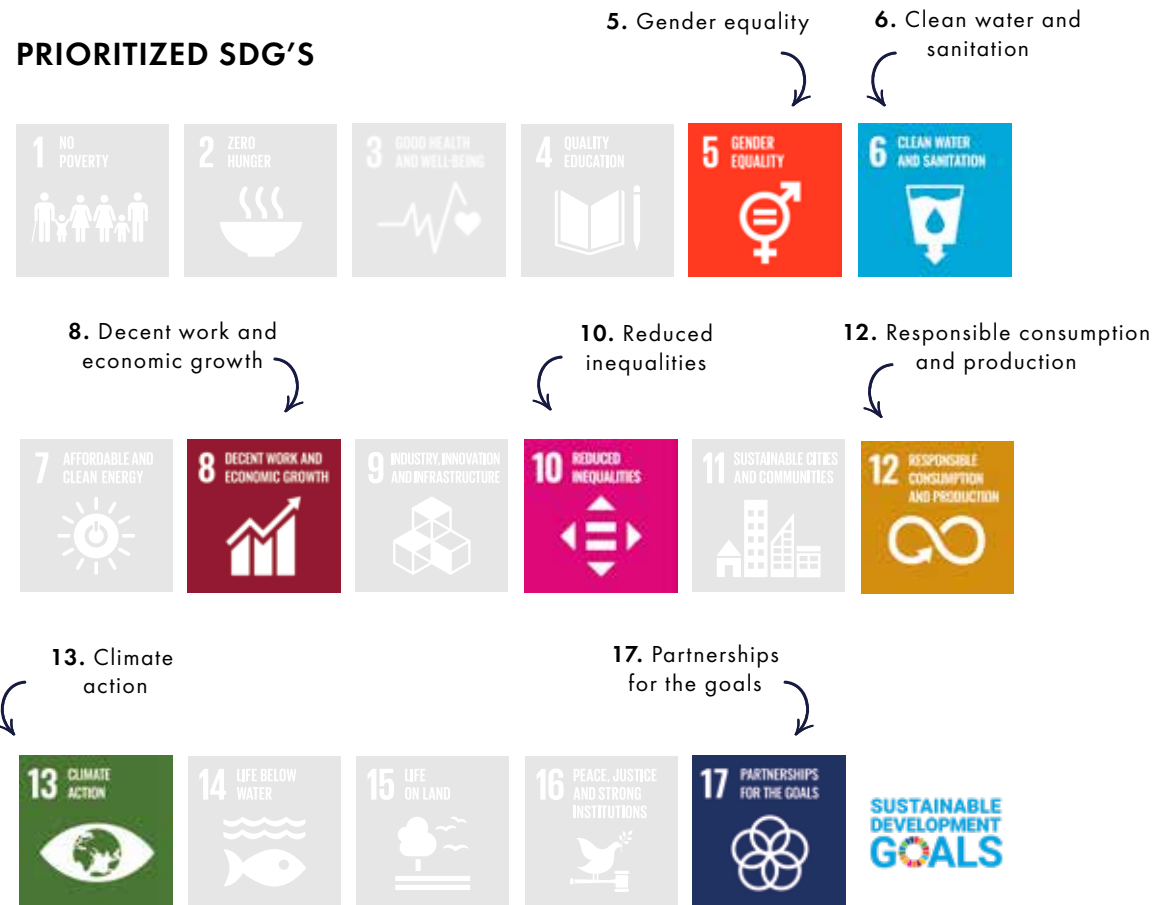 PRIORITIZED SDG'S
5. Gender equality
6. Clean water and
sanitation
1 NO
POVERTY
2 ZERO
HUNGER
3 GOOD HEALTH
AND WELL-BEING
4 QUALITY
EDUCATION
5 GENDER
EQUALITY
6 CLEAN WATER
AND SANITATION
8. Decent work and
economic growth
10. Reduced
inequalities
12. Responsible consumption
and production
7 AFFORDABLE AND
CLEAN ENERGY
8 DECENT WORK AND
ECONOMIC GROWTH
9 INDUSTRY, INNOVATION
AND INFRASTRUCTURE
10 REDUCED
INEQUALITIES
11 SUSTAINABLE CITIES
AND COMMUNITIES
12 RESPONSIBLE
CONSUMPTION
AND PRODUCTION
13. Climate
action
17. Partnerships
for the goals
13 CLIMATE
ACTION
14 LIFE BELOW
WATER
15 LIFE
ON LAND
16 PEACE, JUSTICE
AND STRONG
INSTITUTIONS
17 PARTNERSHIPS
FOR THE GOALS
SUSTAINABLE
DEVELOPMENT
GOALS